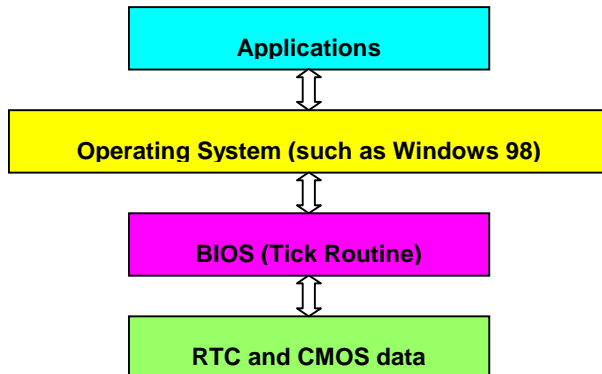 Applications
Operating System (such as Windows 98)
BIOS (Tick Routine)
RTC and CMOS data